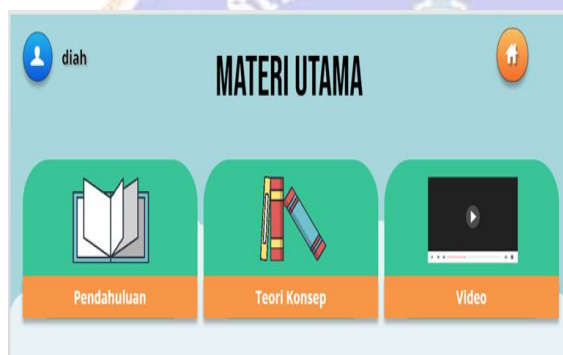 diah
MATERI UTAMA
Pendahuluan
Teori Konsep
Video